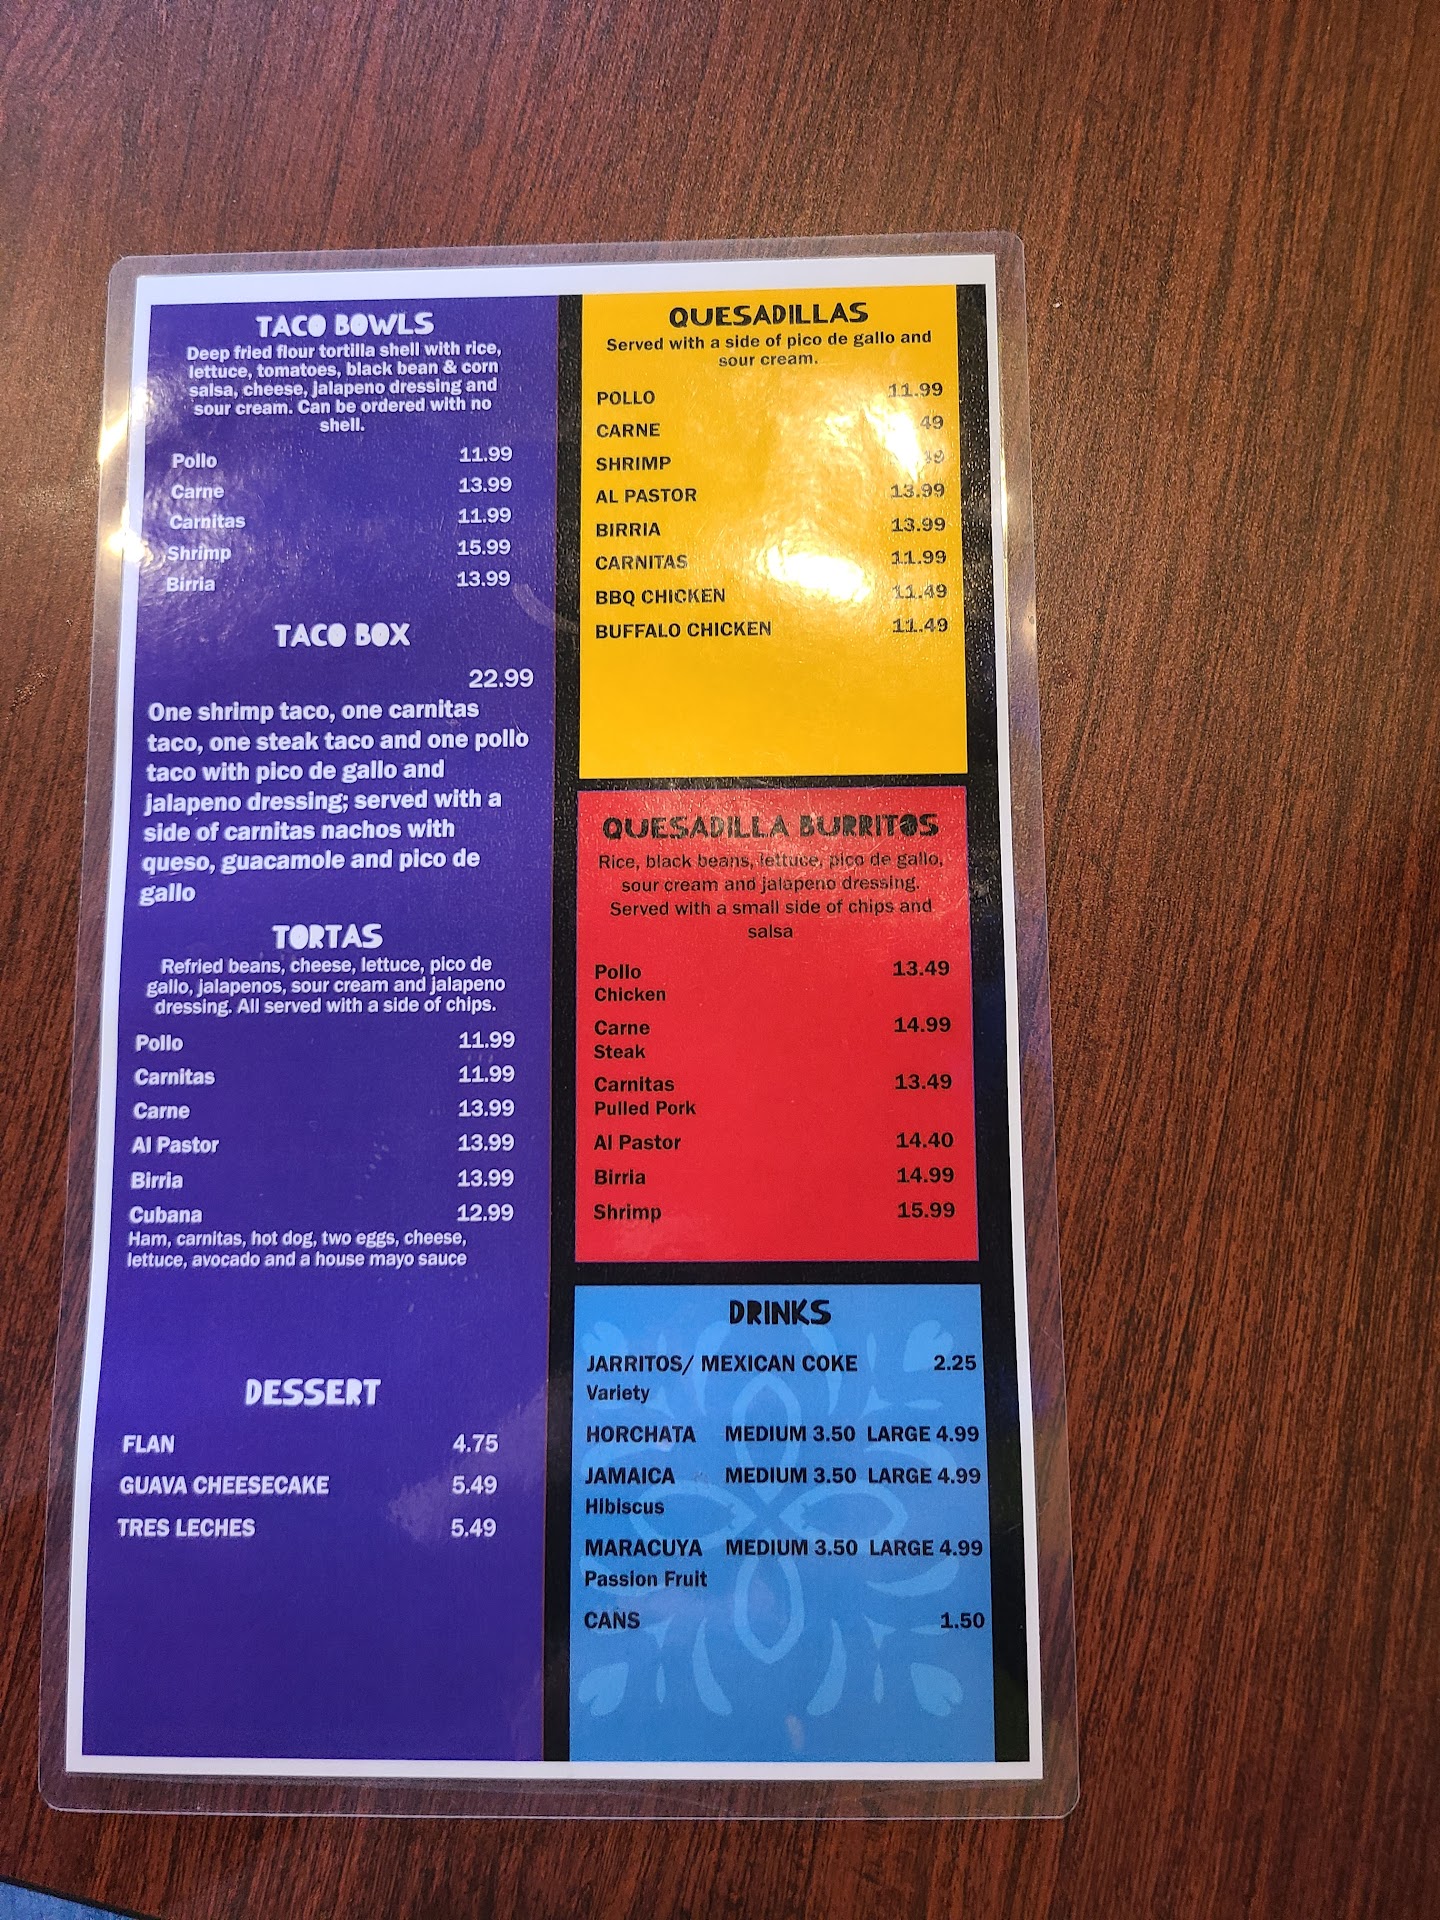 TACO BOWLS
Deep fried flour tortilla shell with rice,
lettuce, tomatoes, black bean & corn
salsa, cheese, jalapeno dressing and
sour cream. Can be ordered with no
shell.
Pollo 11.99
Carne 13.99
Carnitas 11.99
Shrimp 15.99
Birria 13.99
TACO BOX
22.99
One shrimp taco, one carnitas
taco, one steak taco and one pollo
taco with pico de gallo and
jalapeno dressing; served with a
side of carnitas nachos with
queso, guacamole and pico de
gallo
TORTAS
Refried beans, cheese, lettuce, pico de
gallo, jalapenos, sour cream and jalapeno
dressing. All served with a side of chips.
Pollo 11.99
Carnitas 11.99
Carne 13.99
Al Pastor 13.99
Birria 13.99
Cubana 12.99
Ham, carnitas, hot dog, two eggs, cheese,
lettuce, avocado and a house mayo sauce
DESSERT
FLAN 4.75
GUAVA CHEESECAKE 5.49
TRES LECHES 5.49
QUESADILLAS
Served with a side of pico de gallo and
sour cream.
POLLO 11.99
CARNE
SHRIMP
AL PASTOR 13.99
BIRRIA 13.99
CARNITAS 11.99
BBQ CHICKEN 11.49
BUFFALO CHICKEN 11.49
QUESADILLA BURRITOS
Rice, black beans, lettuce, pico de gallo,
sour cream and jalapeno dressing.
Served with a small side of chips and
salsa
Pollo 13.49
Chicken
Carne 14.99
Steak
Carnitas 13.49
Pulled Pork
Al Pastor 14.40
Birria 14.99
Shrimp 15.99
DRINKS
JARRITOS/ MEXICAN COKE 2.25
Variety
HORCHATA MEDIUM 3.50 LARGE 4.99
JAMAICA MEDIUM 3.50 LARGE 4.99
Hibiscus
MARACUYA MEDIUM 3.50 LARGE 4.99
Passion Fruit
CANS 1.50